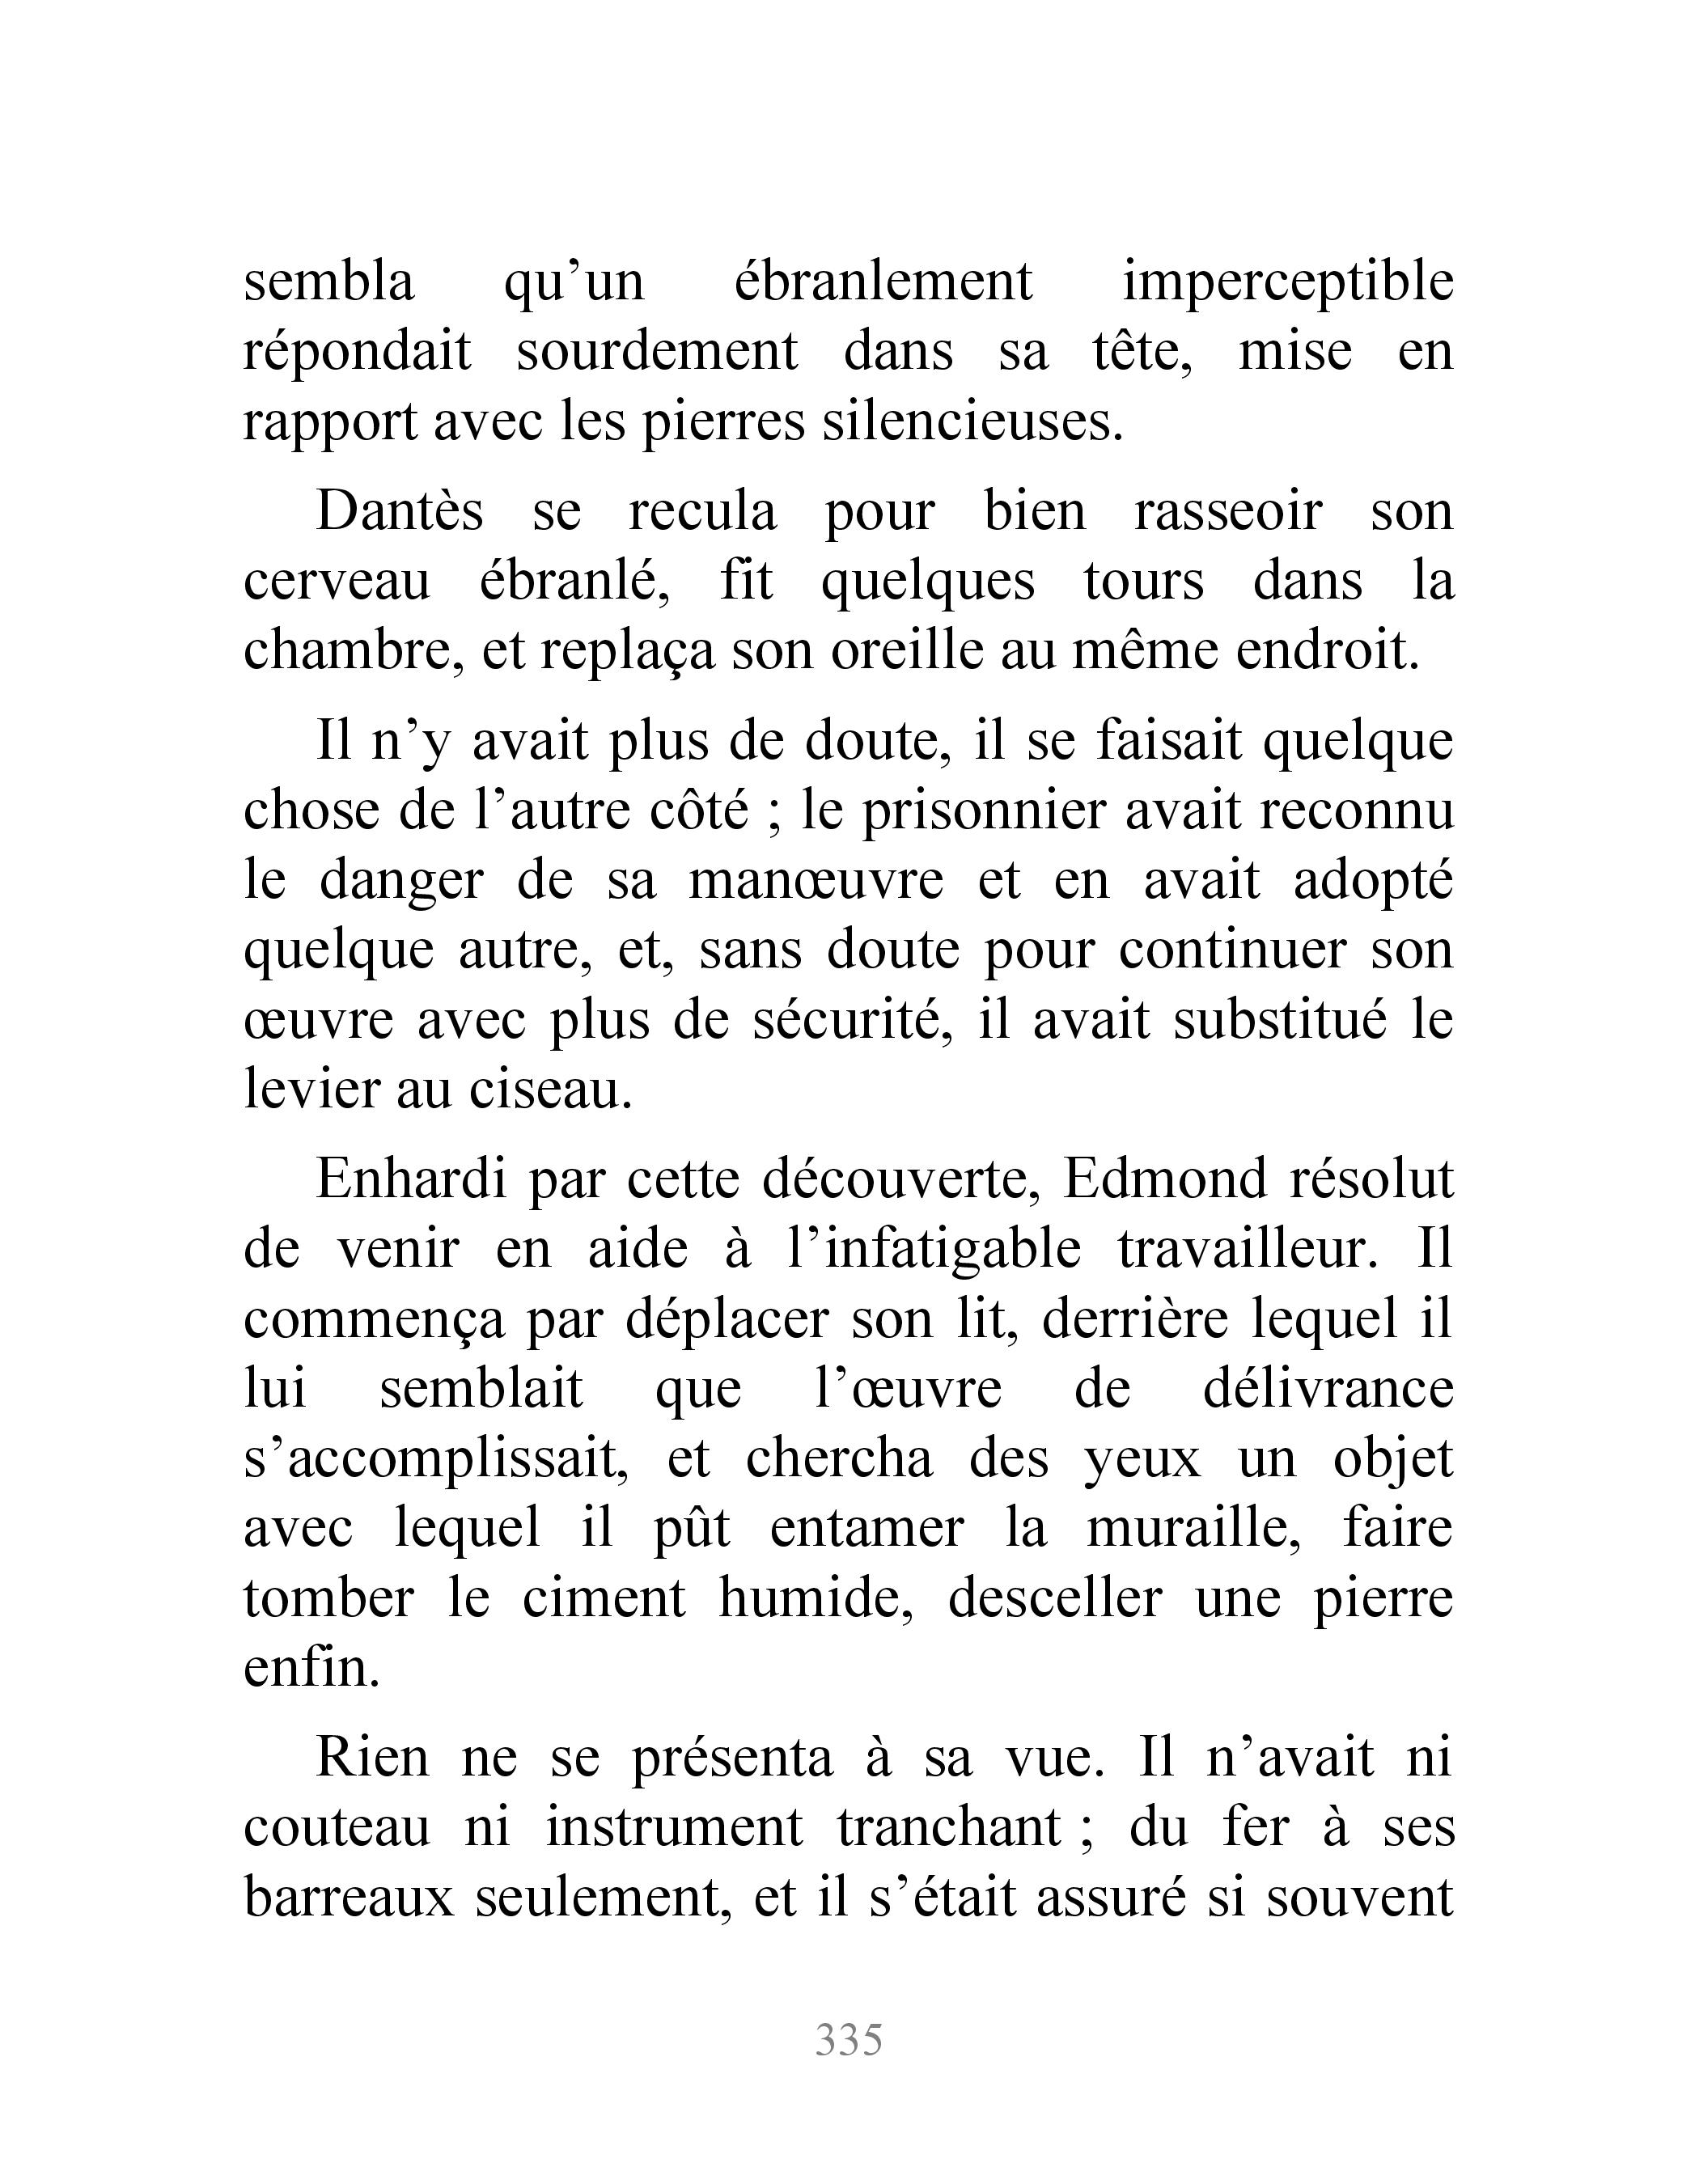 sembla qu’un ébranlement imperceptible
répondait sourdement dans sa tête, mise en
rapport avec les pierres silencieuses.
Dantès se recula pour bien rasseoir son
cerveau ébranlé, fit quelques tours dans la
chambre, et replaça son oreille au même endroit.
Il n’y avait plus de doute, il se faisait quelque
chose de l’autre côté ; le prisonnier avait reconnu
le danger de sa manœuvre et en avait adopté
quelque autre, et, sans doute pour continuer son
œuvre avec plus de sécurité, il avait substitué le
levier au ciseau.
Enhardi par cette découverte, Edmond résolut
de venir en aide à l’infatigable travailleur. Il
commença par déplacer son lit, derrière lequel il
lui semblait que l’œuvre de délivrance
s’accomplissait, et chercha des yeux un objet
avec lequel il pût entamer la muraille, faire
tomber le ciment humide, desceller une pierre
enfin.
Rien ne se présenta à sa vue. Il n’avait ni
couteau ni instrument tranchant ; du fer à ses
barreaux seulement, et il s’était assuré si souvent
335